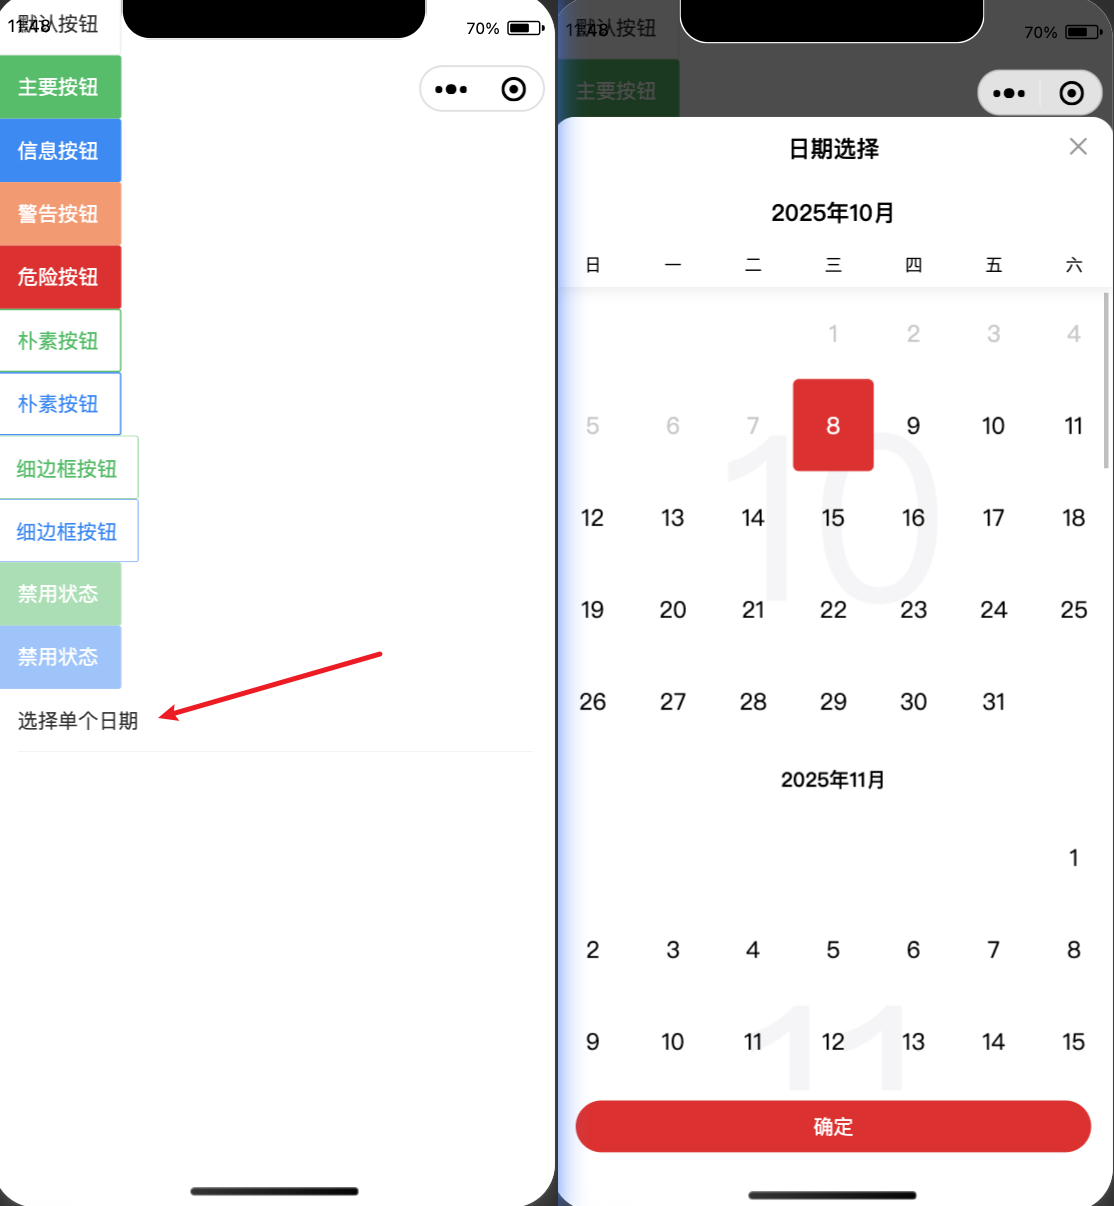 默认按钮
11:48
70%
主要按钮
信息按钮
警告按钮
危险按钮
朴素按钮
朴素按钮
细边框按钮
细边框按钮
禁用状态
禁用状态
选择单个日期
默认按钮
11:48
70%
主要按钮
日期选择
2025年10月
日 一 二 三 四 五 六
10
1 2 3 4
5 6 7 8 9 10 11
12 13 14 15 16 17 18
19 20 21 22 23 24 25
26 27 28 29 30 31
2025年11月
11
1
2 3 4 5 6 7 8
9 10 11 12 13 14 15
确定